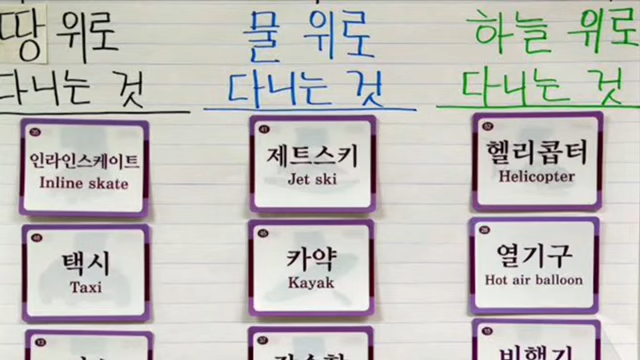 땅 위로
다니는 것
물 위로
다니는 것
하늘 위로
다니는 것
인라인스케이트
Inline skate
제트스키
Jet ski
헬리콥터
Helicopter
택시
Taxi
카약
Kayak
열기구
Hot air balloon
비행기